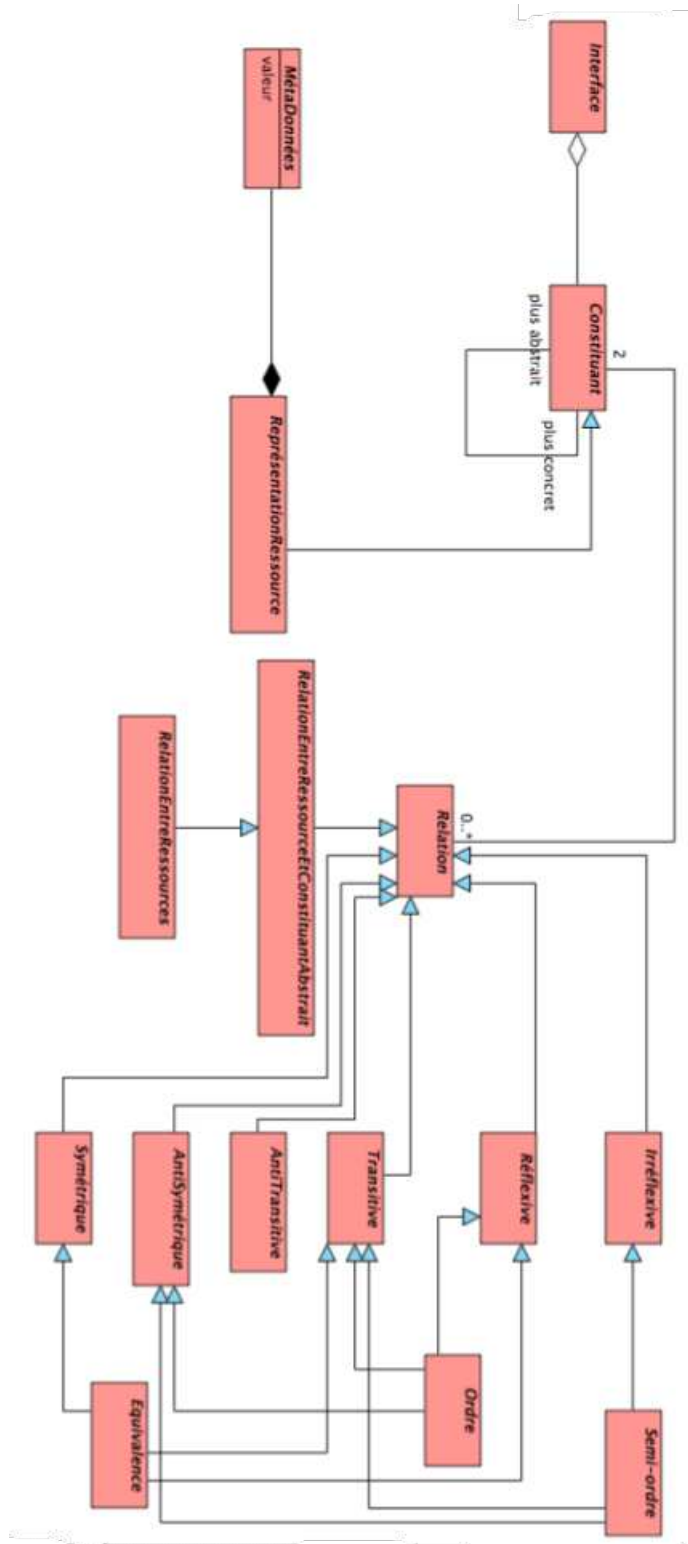 Interface
Constituant
2
plus abstrait
plus concret
MétaDonnées
valeur
ReprésentationRessource
Relation
0..*
RelationEntreRessourceEtConstituantAbstrait
RelationEntreRessources
Irréflexive
Réflexive
Transitive
AntiTransitive
AntiSymétrique
Symétrique
Semi-ordre
Ordre
Equivalence